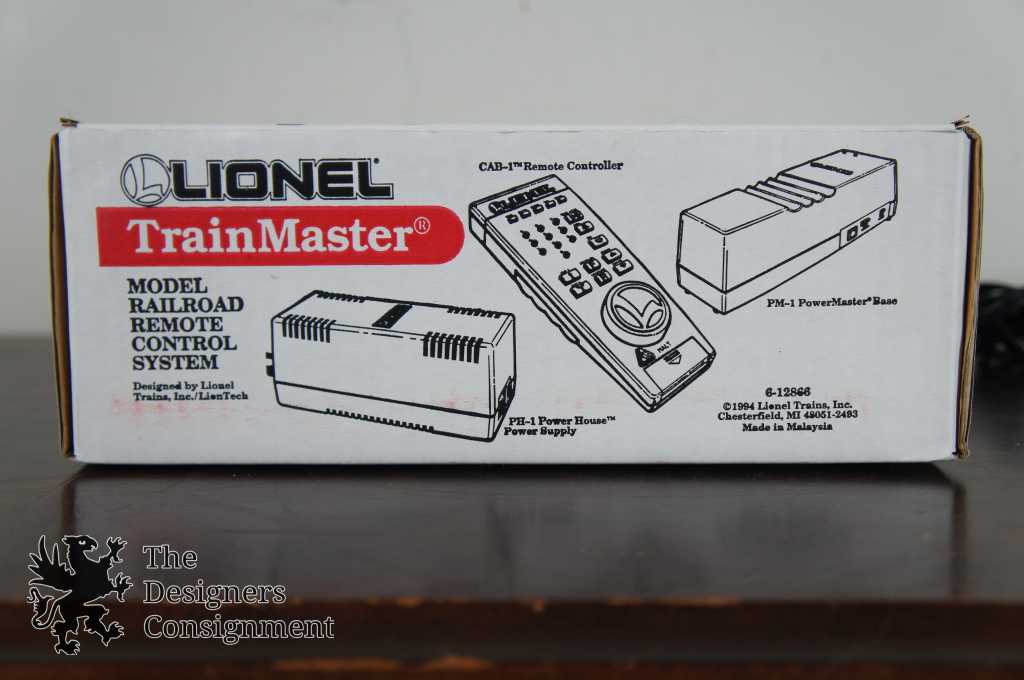 LIONEL®
TrainMaster®
MODEL
RAILROAD
REMOTE
CONTROL
SYSTEM
Designed by Lionel
Trains, Inc./LionTech
CAB-1™ Remote Controller
LIONEL
HALT
PM-1 PowerMaster® Base
PH-1 Power House™
Power Supply
6-12866
©1994 Lionel Trains, Inc.
Chesterfield, MI 48051-2493
Made in Malaysia
The
Designers
Consignment